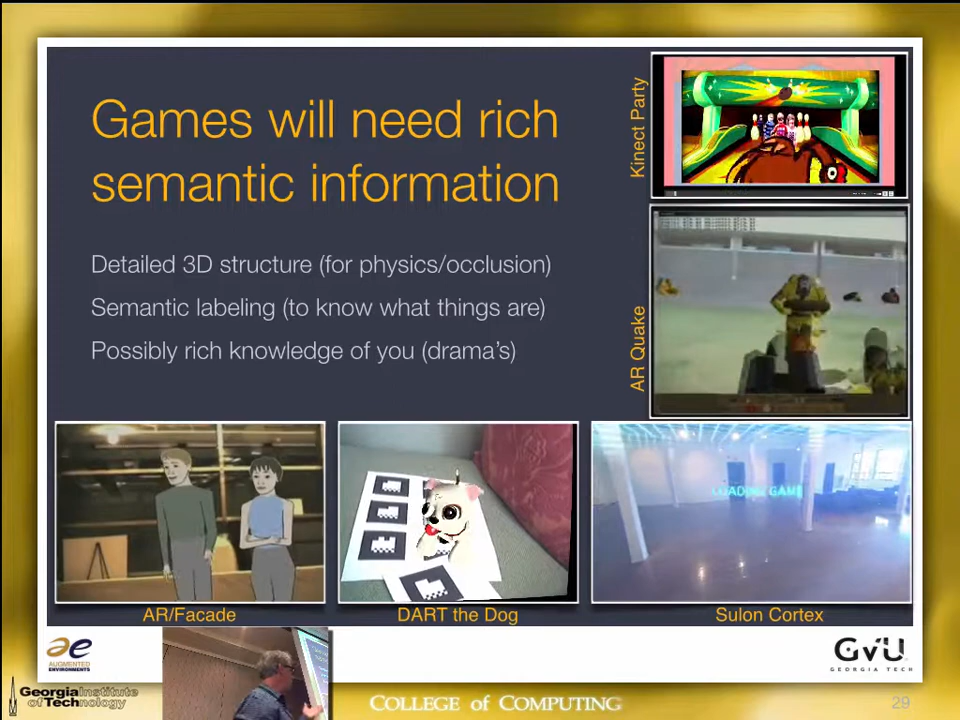 Games will need rich
semantic information
Detailed 3D structure (for physics/occlusion)
Semantic labeling (to know what things are)
Possibly rich knowledge of you (drama's)
Kinect Party
AR Quake
LOADING GAME
AR/Facade
DART the Dog
Sulon Cortex
ae
AUGMENTED
ENVIRONMENTS
GVU
GEORGIA TECH
Georgia Institute
of Technology
COLLEGE of COMPUTING
29